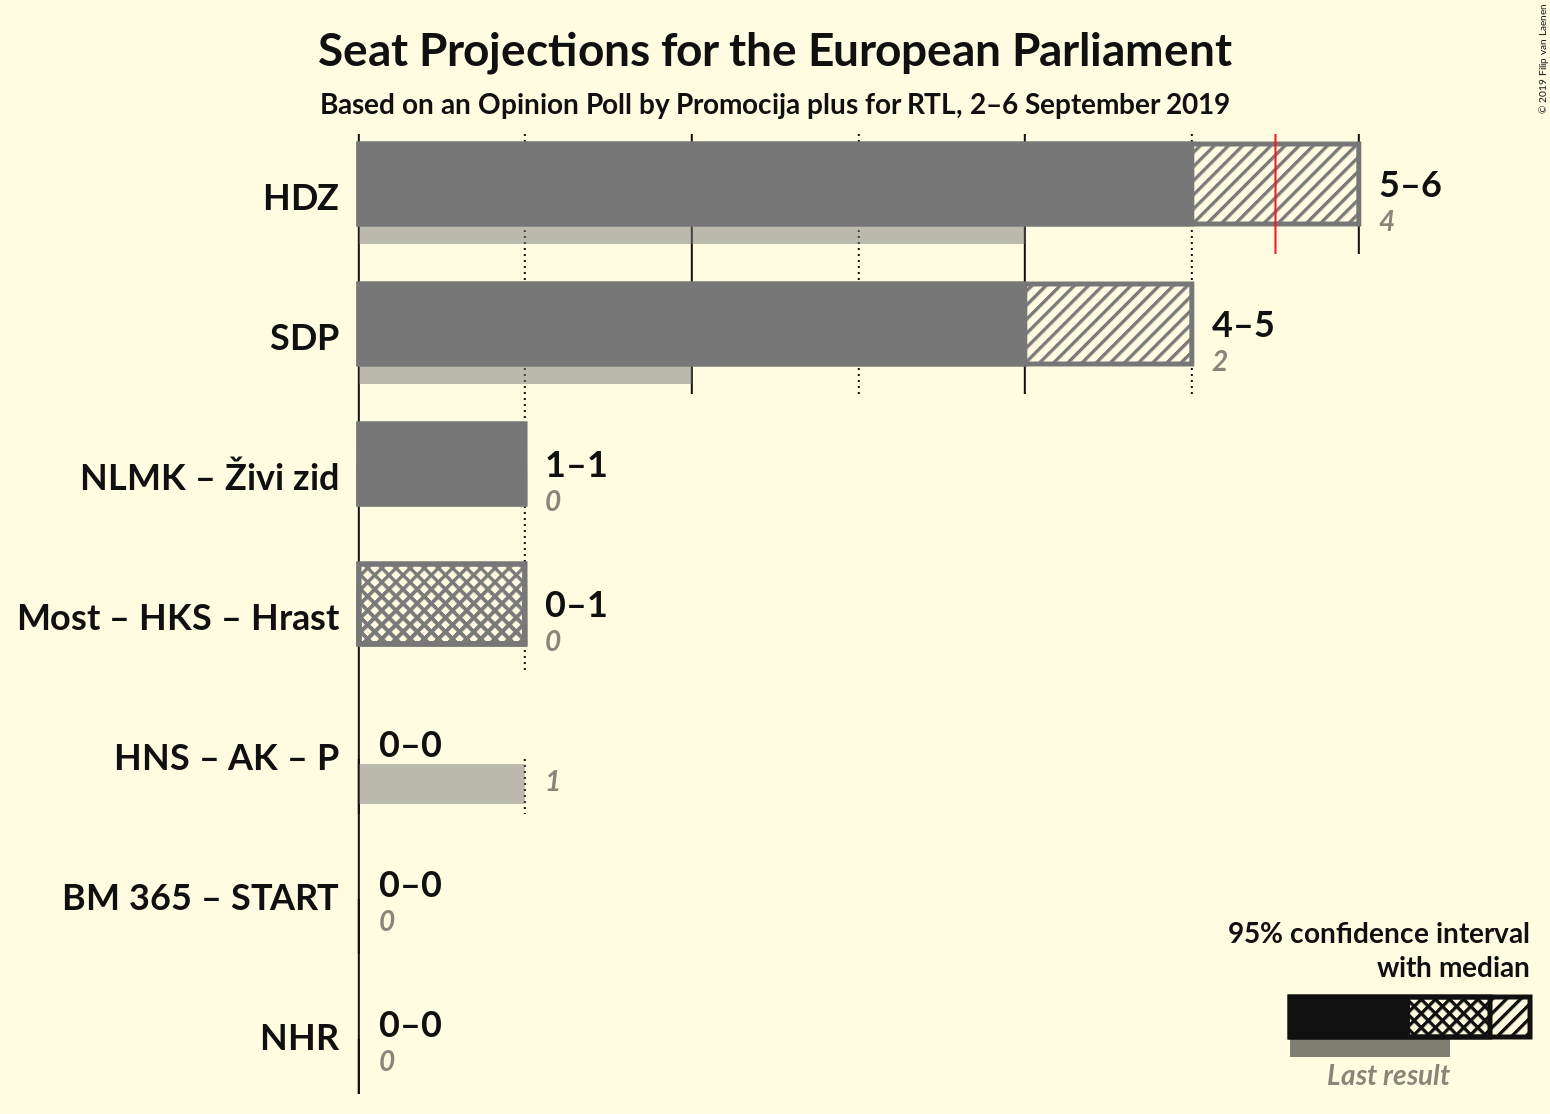 Seat Projections for the European Parliament
Based on an Opinion Poll by Promocija plus for RTL, 2–6 September 2019
© 2019 Filip van Laenen
HDZ
5–6
4
SDP
4–5
2
NLMK – Živi zid
1–1
0
Most – HKS – Hrast
0–1
0
HNS – AK – P
0–0
1
BM 365 – START
0–0
0
NHR
0–0
0
95% confidence interval
with median
Last result